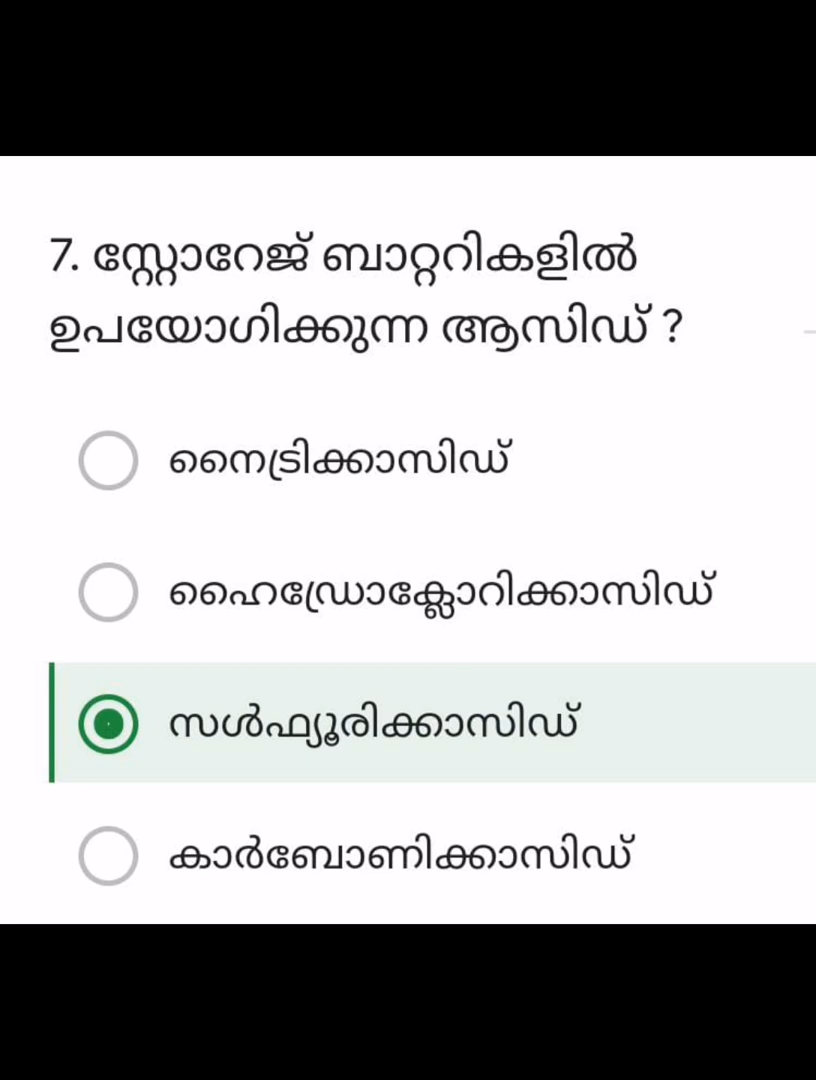 7. സ്റ്റോറേജ് ബാറ്ററികളിൽ
ഉപയോഗിക്കുന്ന ആസിഡ് ?
നൈട്രിക്കാസിഡ്
ഹൈഡ്രോക്ലോറിക്കാസിഡ്
സൾഫ്യൂരിക്കാസിഡ്
കാർബോണിക്കാസിഡ്